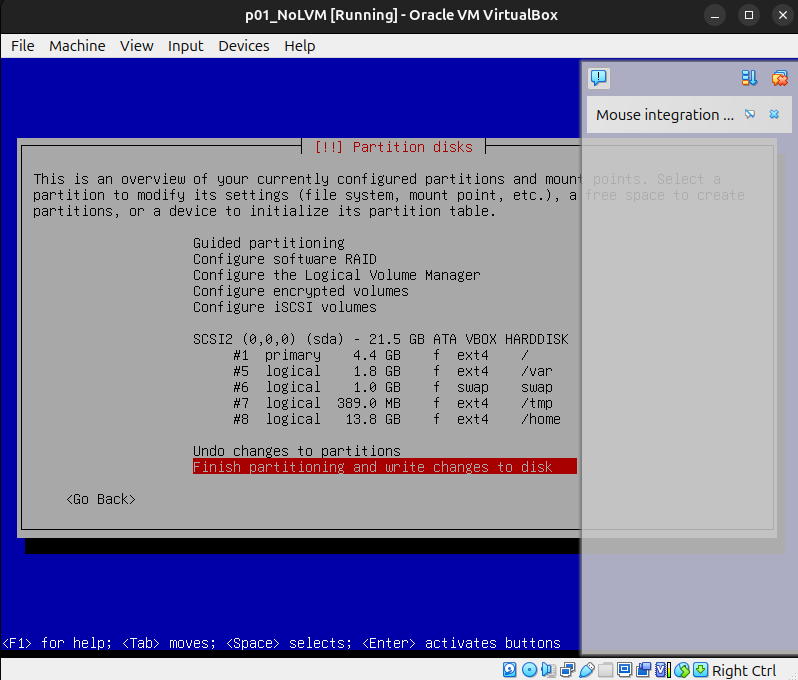 p01_NoLVM [Running] - Oracle VM VirtualBox
File Machine View Input Devices Help
Mouse integration ...
[!!] Partition disks
This is an overview of your currently configured partitions and mount points. Select a
partition to modify its settings (file system, mount point, etc.), a free space to create
partitions, or a device to initialize its partition table.
Guided partitioning
Configure software RAID
Configure the Logical Volume Manager
Configure encrypted volumes
Configure iSCSI volumes
SCSI2 (0,0,0) (sda) - 21.5 GB ATA VBOX HARDDISK
#1 primary 4.4 GB f ext4 /
#5 logical 1.8 GB f ext4 /var
#6 logical 1.0 GB f swap swap
#7 logical 389.0 MB f ext4 /tmp
#8 logical 13.8 GB f ext4 /home
Undo changes to partitions
Finish partitioning and write changes to disk
<Go Back>
<F1> for help; <Tab> moves; <Space> selects; <Enter> activates buttons
Right Ctrl